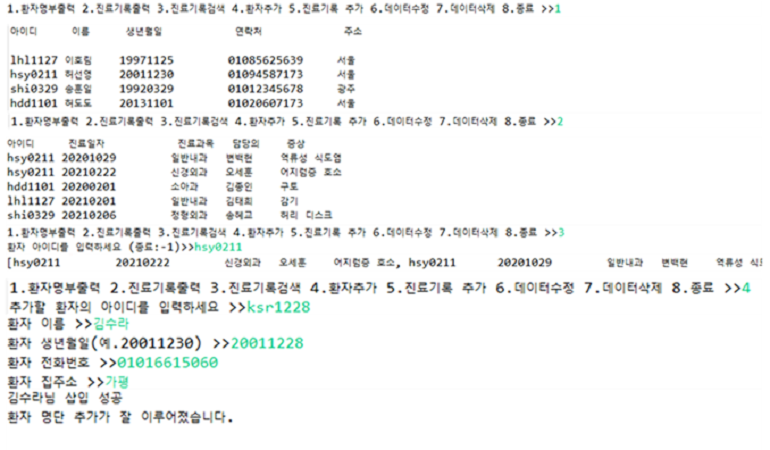 1.환자명부출력 2.진료기록출력 3.진료기록검색 4.환자추가 5.진료기록 추가 6.데이터수정 7.데이터삭제 8.종료 >>1
아이디 이름 생년월일 연락처 주소
lhl1127 이호림 19971125 01085625639 서울
hsy0211 허선영 20011230 01094587173 서울
shi0329 송훈일 19920329 01012345678 광주
hdd1101 허도도 20131101 01020607173 서울
1.환자명부출력 2.진료기록출력 3.진료기록검색 4.환자추가 5.진료기록 추가 6.데이터수정 7.데이터삭제 8.종료 >>2
아이디 진료일자 진료과목 담당의 증상
hsy0211 20201029 일반내과 변백현 역류성 식도염
hsy0211 20210222 신경외과 오세훈 어지럼증 호소
hdd1101 20200201 소아과 김종인 구토
lhl1127 20210201 일반내과 김태희 감기
shi0329 20210206 정형외과 송혜교 허리 디스크
1.환자명부출력 2.진료기록출력 3.진료기록검색 4.환자추가 5.진료기록 추가 6.데이터수정 7.데이터삭제 8.종료 >>3
환자 아이디를 입력하세요 (종료:-1)>>hsy0211
[hsy0211 20210222 신경외과 오세훈 어지럼증 호소, hsy0211 20201029 일반내과 변백현 역류성
1.환자명부출력 2.진료기록출력 3.진료기록검색 4.환자추가 5.진료기록 추가 6.데이터수정 7.데이터삭제 8.종료 >>4
추가할 환자의 아이디를 입력하세요 >>ksr1228
환자 이름 >>김수라
환자 생년월일(예.20011230) >>20011228
환자 전화번호 >>01016615060
환자 집주소 >>가평
김수라님 삽입 성공
환자 명단 추가가 잘 이루어졌습니다.